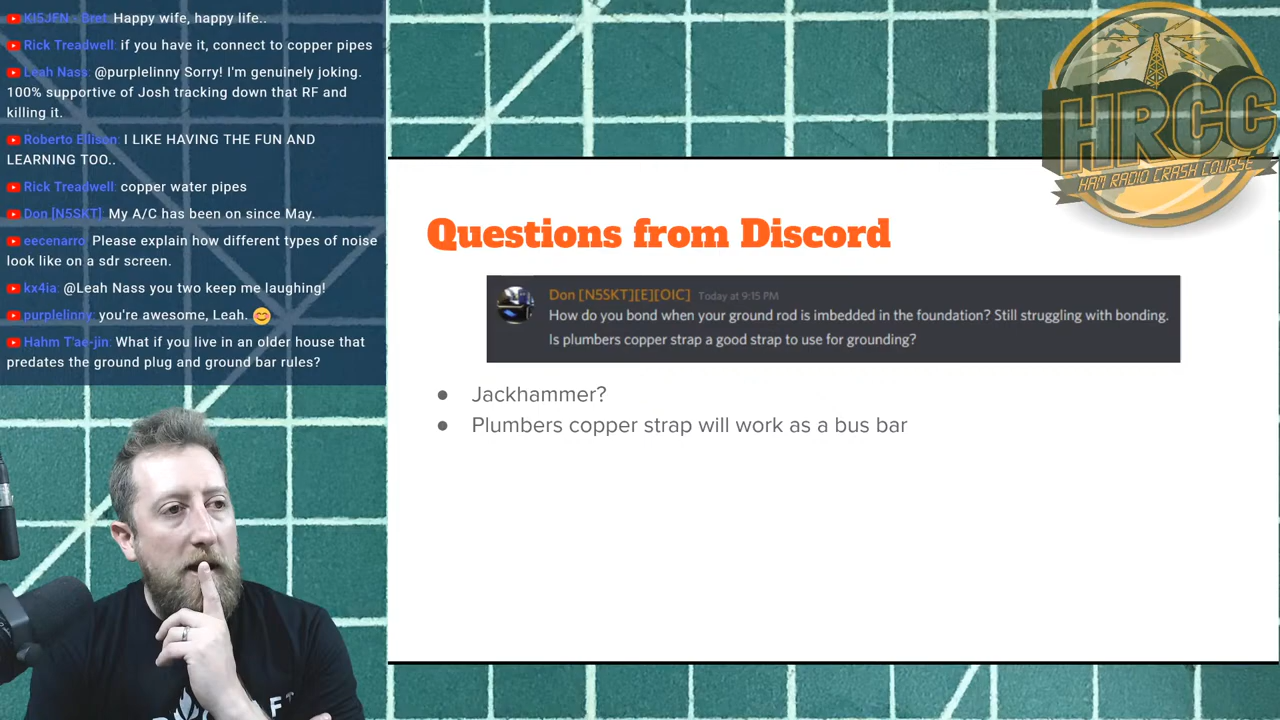 KI5JFN - Bret: Happy wife, happy life..
Rick Treadwell: if you have it, connect to copper pipes
Leah Nass: @purplelinny Sorry! I'm genuinely joking.
100% supportive of Josh tracking down that RF and
killing it.
Roberto Ellison: I LIKE HAVING THE FUN AND
LEARNING TOO..
Rick Treadwell: copper water pipes
Don [N5SKT]: My A/C has been on since May.
eecenarro: Please explain how different types of noise
look like on a sdr screen.
kx4ia: @Leah Nass you two keep me laughing!
purplelinny: you're awesome, Leah. 😊
Hahm T'ae-jin: What if you live in an older house that
predates the ground plug and ground bar rules?
HRCC
HAM RADIO CRASH COURSE
Questions from Discord
Don [N5SKT][E][OIC] Today at 9:15 PM
How do you bond when your ground rod is imbedded in the foundation? Still struggling with bonding.
Is plumbers copper strap a good strap to use for grounding?
● Jackhammer?
● Plumbers copper strap will work as a bus bar